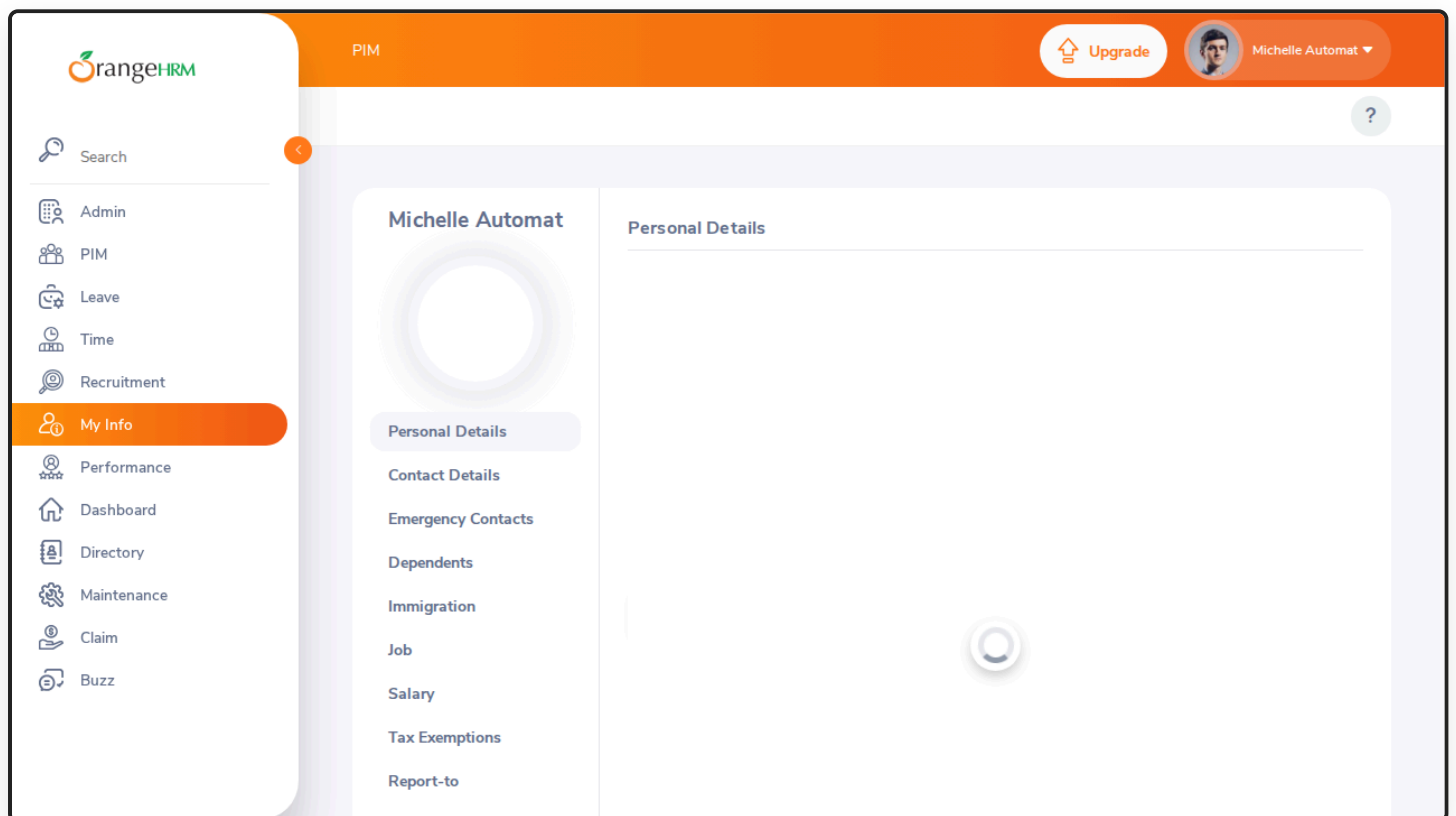 OrangeHRM
PIM
Upgrade
Michelle Automat
?
Search
Admin
PIM
Leave
Time
Recruitment
My Info
Performance
Dashboard
Directory
Maintenance
Claim
Buzz
Michelle Automat
Personal Details
Contact Details
Emergency Contacts
Dependents
Immigration
Job
Salary
Tax Exemptions
Report-to
Personal Details